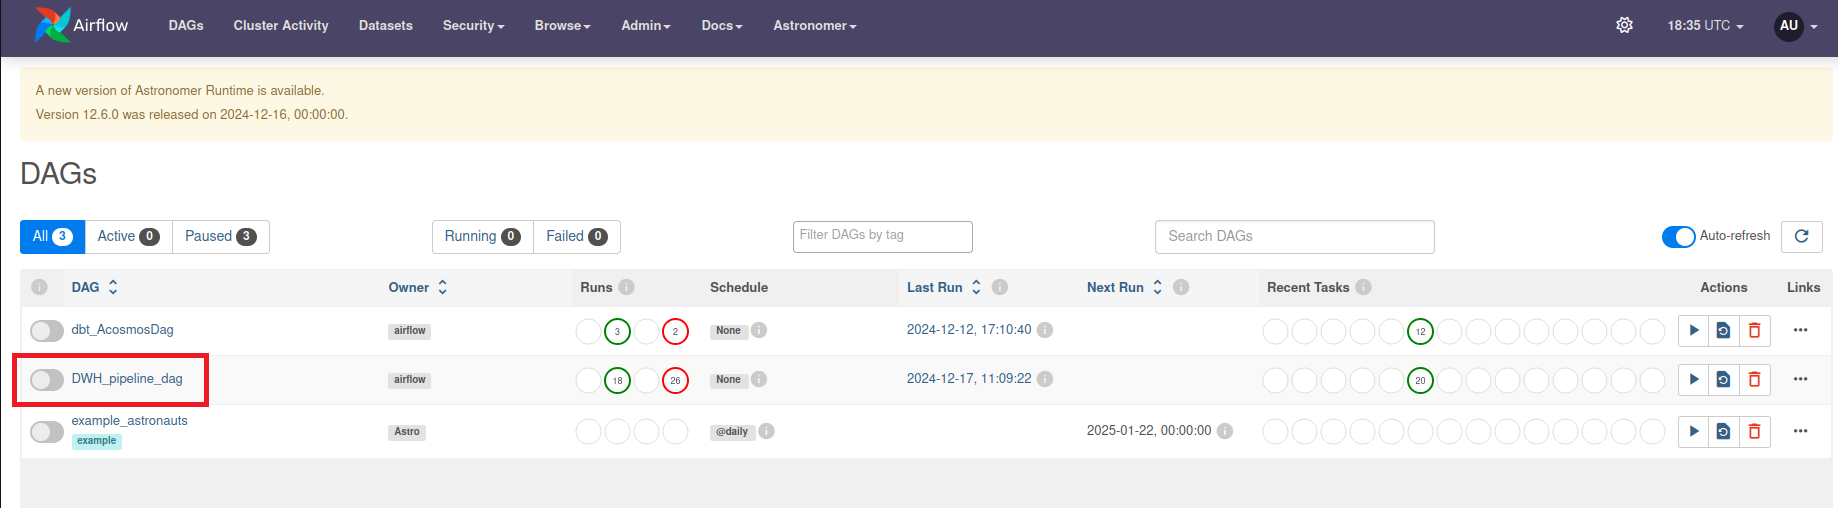 Airflow DAGs Cluster Activity Datasets Security Browse Admin Docs Astronomer 18:35 UTC AU
A new version of Astronomer Runtime is available.
Version 12.6.0 was released on 2024-12-16, 00:00:00.
DAGs
All 3 Active 0 Paused 3 Running 0 Failed 0 Filter DAGs by tag Search DAGs Auto-refresh
i DAG Owner Runs i Schedule Last Run i Next Run i Recent Tasks i Actions Links
dbt_AcosmosDag airflow 3 2 None i 2024-12-12, 17:10:40 i 12
DWH_pipeline_dag airflow 18 26 None i 2024-12-17, 11:09:22 i 20
example_astronauts Astro @daily i 2025-01-22, 00:00:00 i
example